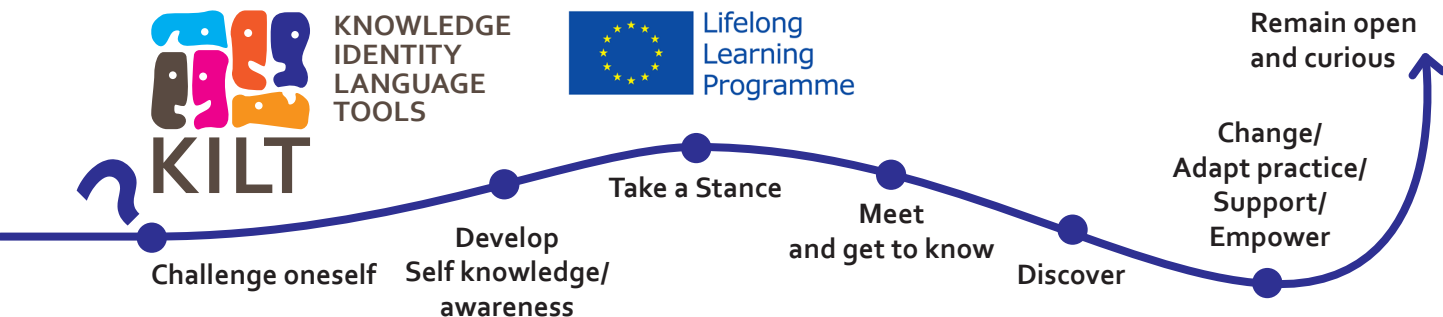 KILT
KNOWLEDGE
IDENTITY
LANGUAGE
TOOLS
Lifelong
Learning
Programme
?
Challenge oneself
Develop
Self knowledge/
awareness
Take a Stance
Meet
and get to know
Discover
Change/
Adapt practice/
Support/
Empower
Remain open
and curious